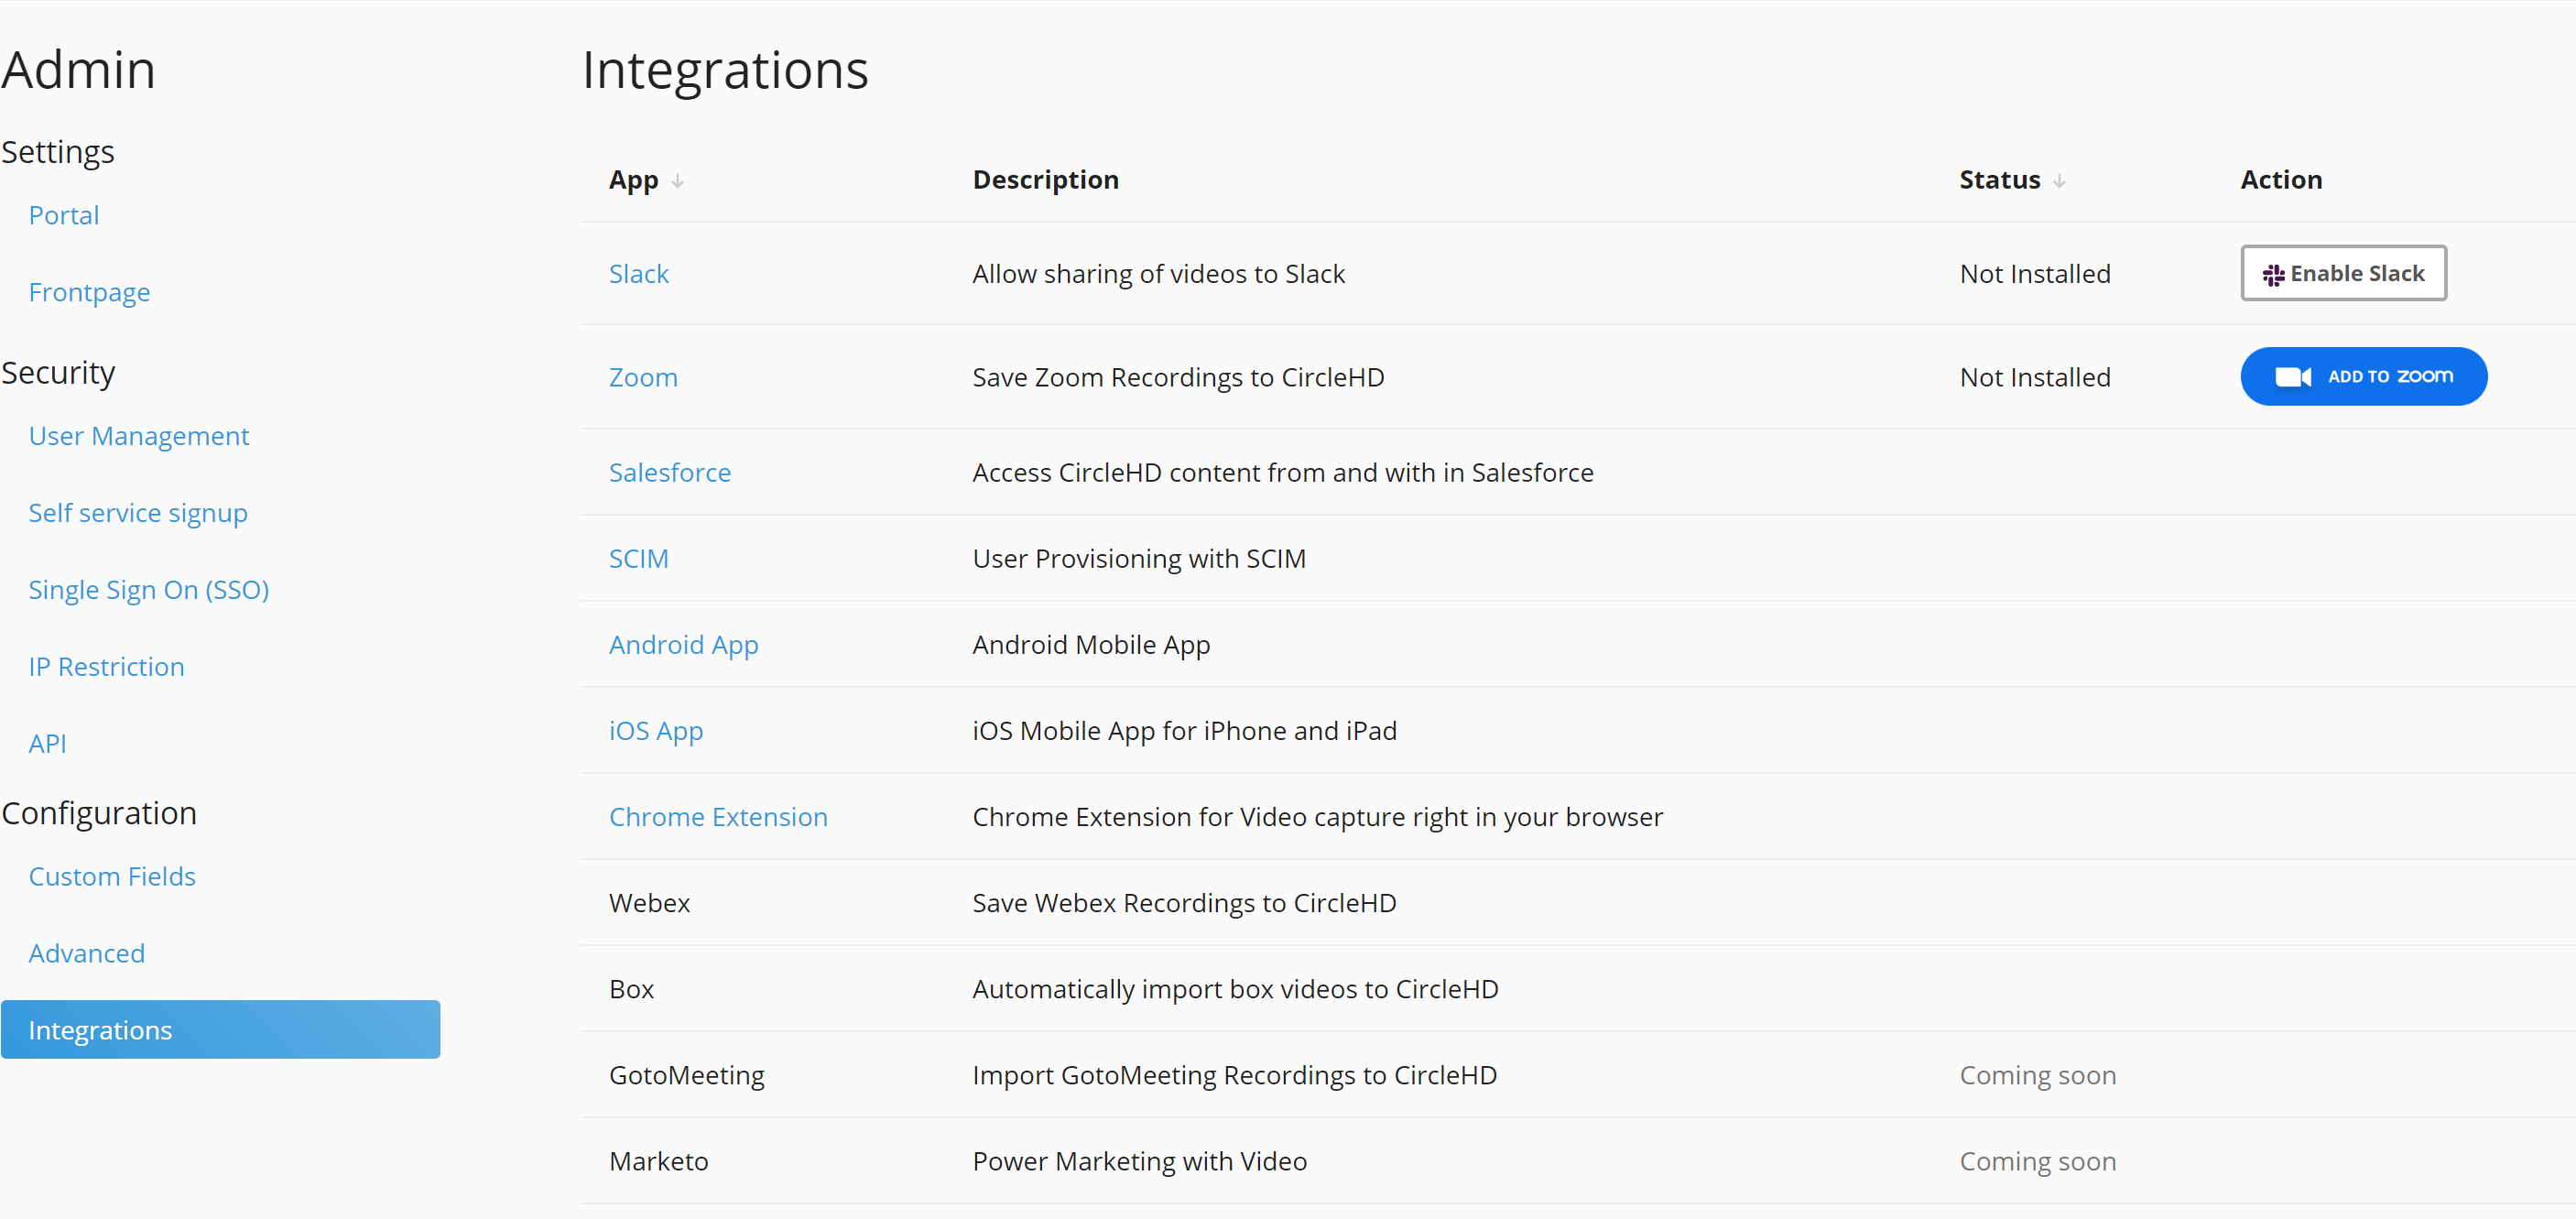 Admin
Settings
Portal
Frontpage
Security
User Management
Self service signup
Single Sign On (SSO)
IP Restriction
API
Configuration
Custom Fields
Advanced
Integrations
Integrations
App Description Status Action
Slack Allow sharing of videos to Slack Not Installed Enable Slack
Zoom Save Zoom Recordings to CircleHD Not Installed ADD TO zoom
Salesforce Access CircleHD content from and with in Salesforce
SCIM User Provisioning with SCIM
Android App Android Mobile App
iOS App iOS Mobile App for iPhone and iPad
Chrome Extension Chrome Extension for Video capture right in your browser
Webex Save Webex Recordings to CircleHD
Box Automatically import box videos to CircleHD
GotoMeeting Import GotoMeeting Recordings to CircleHD Coming soon
Marketo Power Marketing with Video Coming soon